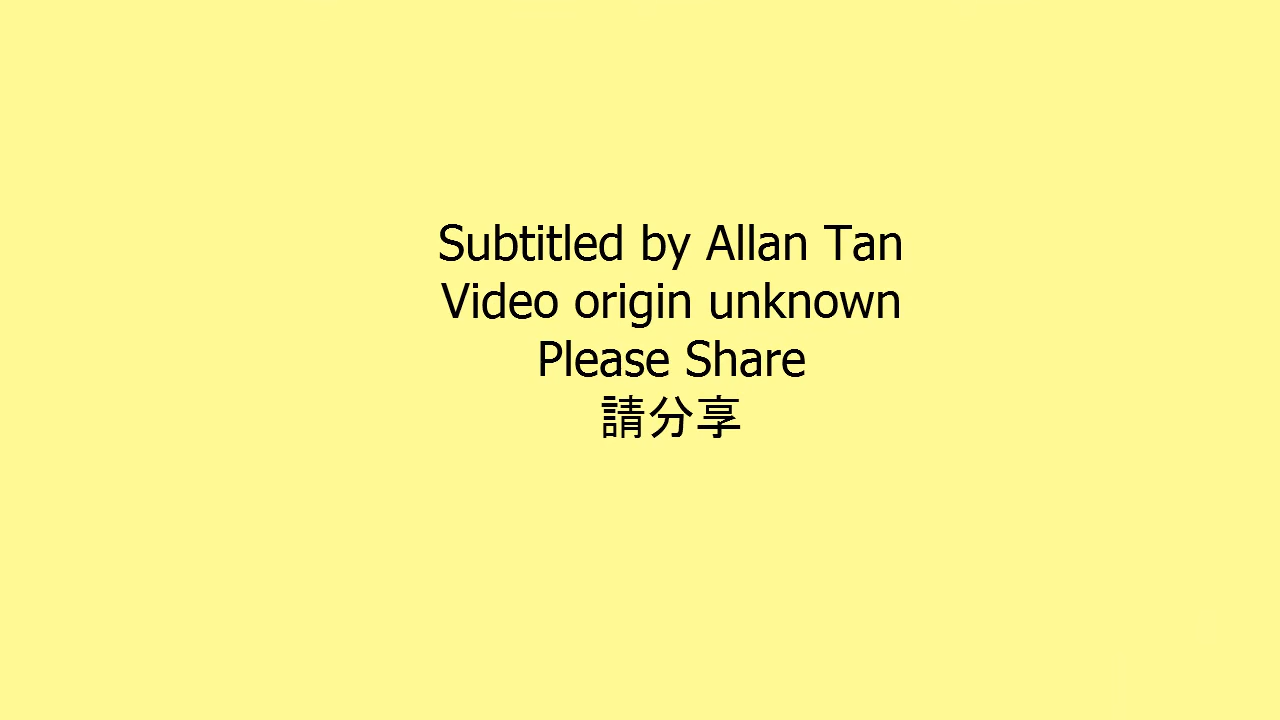 Subtitled by Allan Tan
Video origin unknown
Please Share
請分享